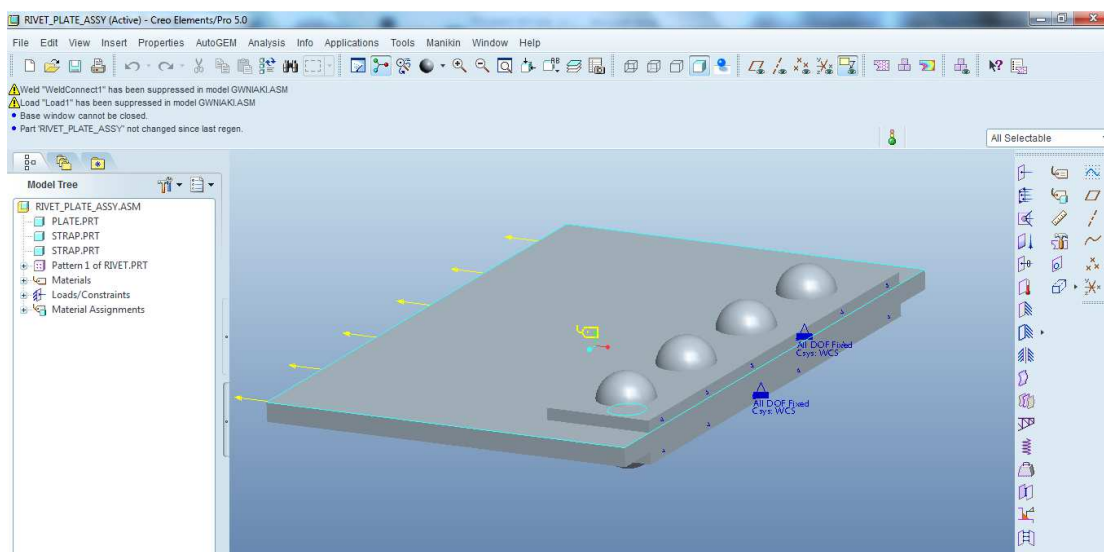 RIVET_PLATE_ASSY (Active) - Creo Elements/Pro 5.0
File Edit View Insert Properties AutoGEM Analysis Info Applications Tools Manikin Window Help
Weld "WeldConnect1" has been suppressed in model GWNIAKI.ASM
Load "Load1" has been suppressed in model GWNIAKI.ASM
Base window cannot be closed.
Part 'RIVET_PLATE_ASSY' not changed since last regen.
All Selectable
Model Tree
RIVET_PLATE_ASSY.ASM
PLATE.PRT
STRAP.PRT
STRAP.PRT
Pattern 1 of RIVET.PRT
Materials
Loads/Constraints
Material Assignments
All DOF Fixed
Csys: WCS
All DOF Fixed
Csys: WCS